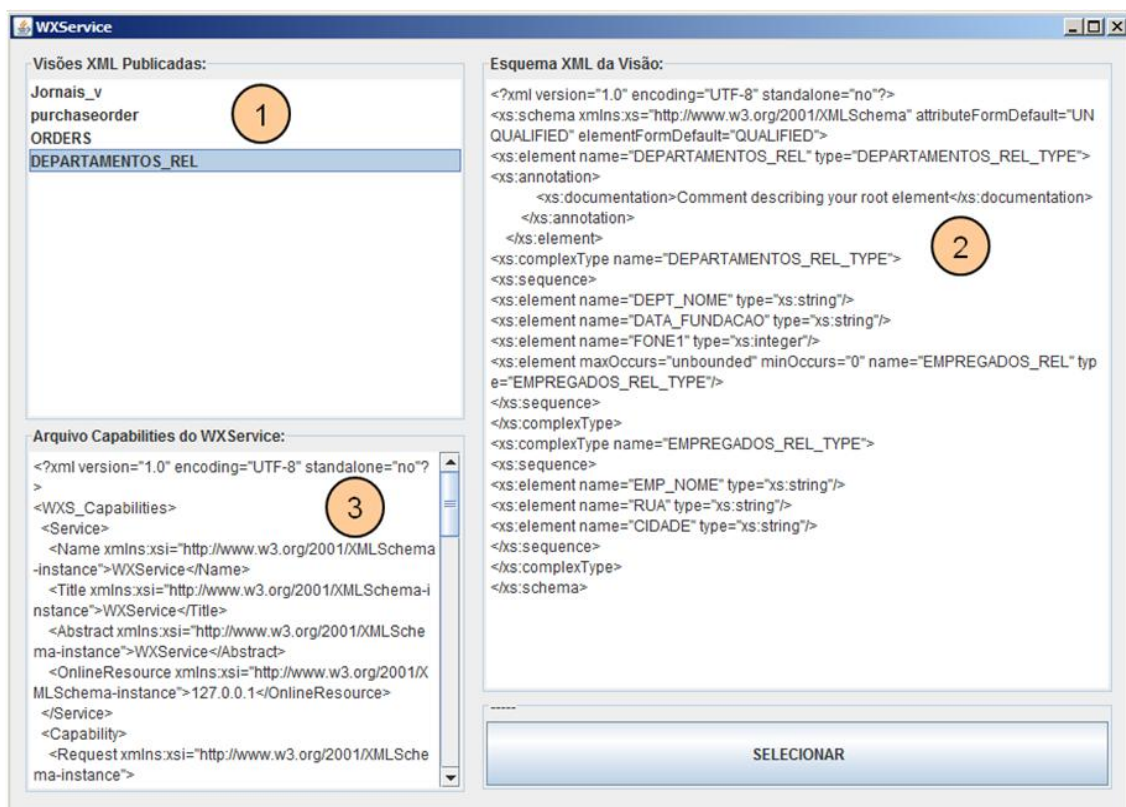 WXService
Visões XML Publicadas:
Jornais_v
purchaseorder
ORDERS
DEPARTAMENTOS_REL
1
Arquivo Capabilities do WXService:
<?xml version="1.0" encoding="UTF-8" standalone="no"?
>
<WXS_Capabilities>
<Service>
<Name xmlns:xsi="http://www.w3.org/2001/XMLSchema
-instance">WXService</Name>
<Title xmlns:xsi="http://www.w3.org/2001/XMLSchema-i
nstance">WXService</Title>
<Abstract xmlns:xsi="http://www.w3.org/2001/XMLSche
ma-instance">WXService</Abstract>
<OnlineResource xmlns:xsi="http://www.w3.org/2001/X
MLSchema-instance">127.0.0.1</OnlineResource>
</Service>
<Capability>
<Request xmlns:xsi="http://www.w3.org/2001/XMLSche
ma-instance">
3
Esquema XML da Visão:
<?xml version="1.0" encoding="UTF-8" standalone="no"?>
<xs:schema xmlns:xs="http://www.w3.org/2001/XMLSchema" attributeFormDefault="UN
QUALIFIED" elementFormDefault="QUALIFIED">
<xs:element name="DEPARTAMENTOS_REL" type="DEPARTAMENTOS_REL_TYPE">
<xs:annotation>
<xs:documentation>Comment describing your root element</xs:documentation>
</xs:annotation>
</xs:element>
<xs:complexType name="DEPARTAMENTOS_REL_TYPE">
<xs:sequence>
<xs:element name="DEPT_NOME" type="xs:string"/>
<xs:element name="DATA_FUNDACAO" type="xs:string"/>
<xs:element name="FONE1" type="xs:integer"/>
<xs:element maxOccurs="unbounded" minOccurs="0" name="EMPREGADOS_REL" typ
e="EMPREGADOS_REL_TYPE"/>
</xs:sequence>
</xs:complexType>
<xs:complexType name="EMPREGADOS_REL_TYPE">
<xs:sequence>
<xs:element name="EMP_NOME" type="xs:string"/>
<xs:element name="RUA" type="xs:string"/>
<xs:element name="CIDADE" type="xs:string"/>
</xs:sequence>
</xs:complexType>
</xs:schema>
2
-----
SELECIONAR